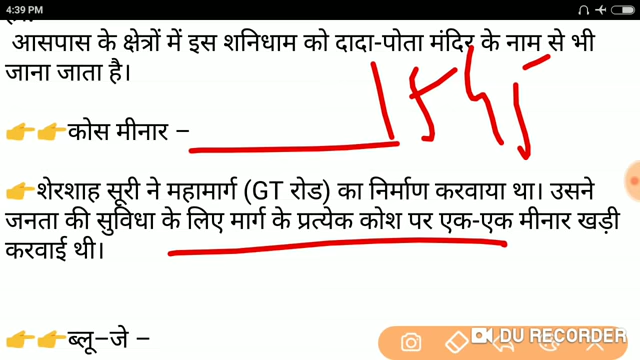 4:39 PM
आसपास के क्षेत्रों में इस शनिधाम को दादा-पोता मंदिर के नाम से भी
जाना जाता है।
👉👉 कोस मीनार –
👉 शेरशाह सूरी ने महामार्ग (GT रोड) का निर्माण करवाया था। उसने
जनता की सुविधा के लिए मार्ग के प्रत्येक कोश पर एक-एक मीनार खड़ी
करवाई थी।
👉👉 ब्लू–जे –
DU RECORDER